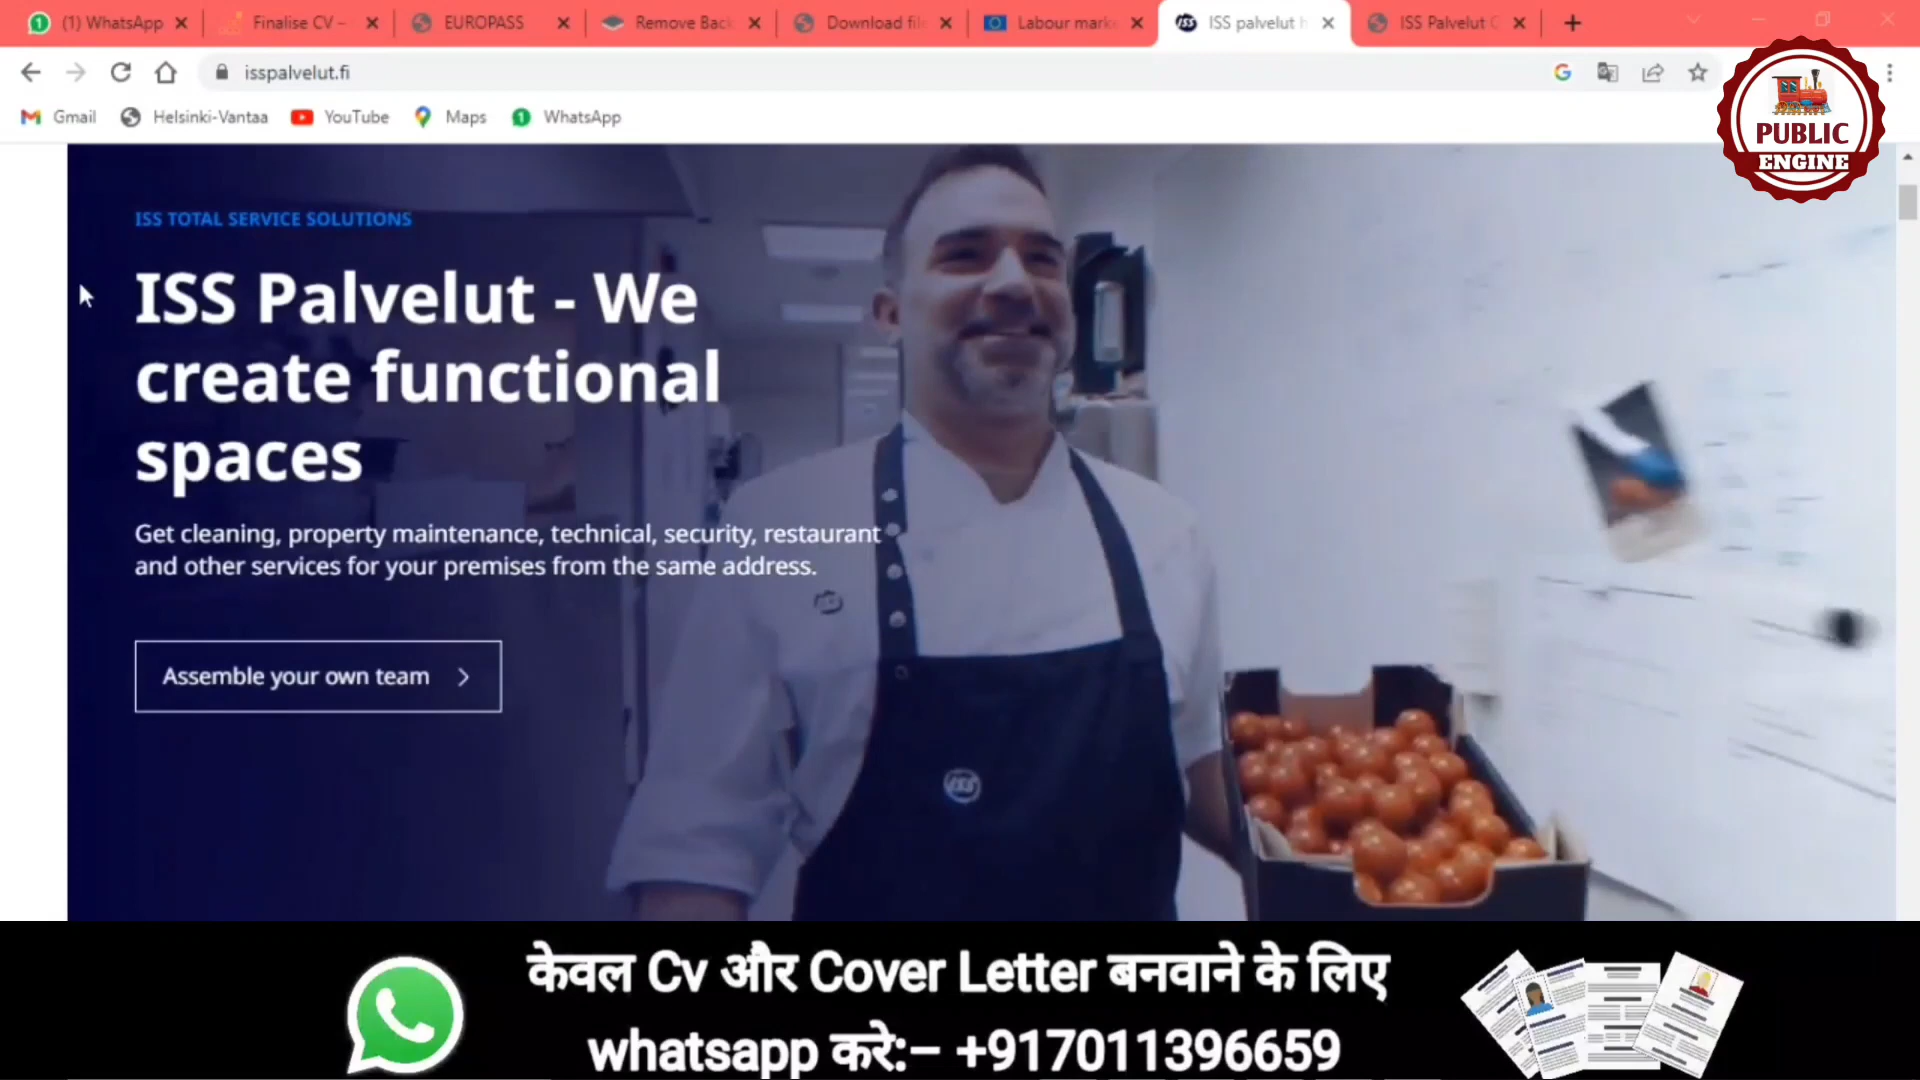 (1) WhatsApp
Finalise CV –
EUROPASS
Remove Back
Download file
Labour marke
ISS palvelut h
ISS Palvelut
isspalvelut.fi
Gmail
Helsinki-Vantaa
YouTube
Maps
WhatsApp
PUBLIC
ENGINE
ISS TOTAL SERVICE SOLUTIONS
ISS Palvelut - We
create functional
spaces
Get cleaning, property maintenance, technical, security, restaurant
and other services for your premises from the same address.
Assemble your own team
ISS
केवल Cv और Cover Letter बनवाने के लिए
whatsapp करे:– +917011396659